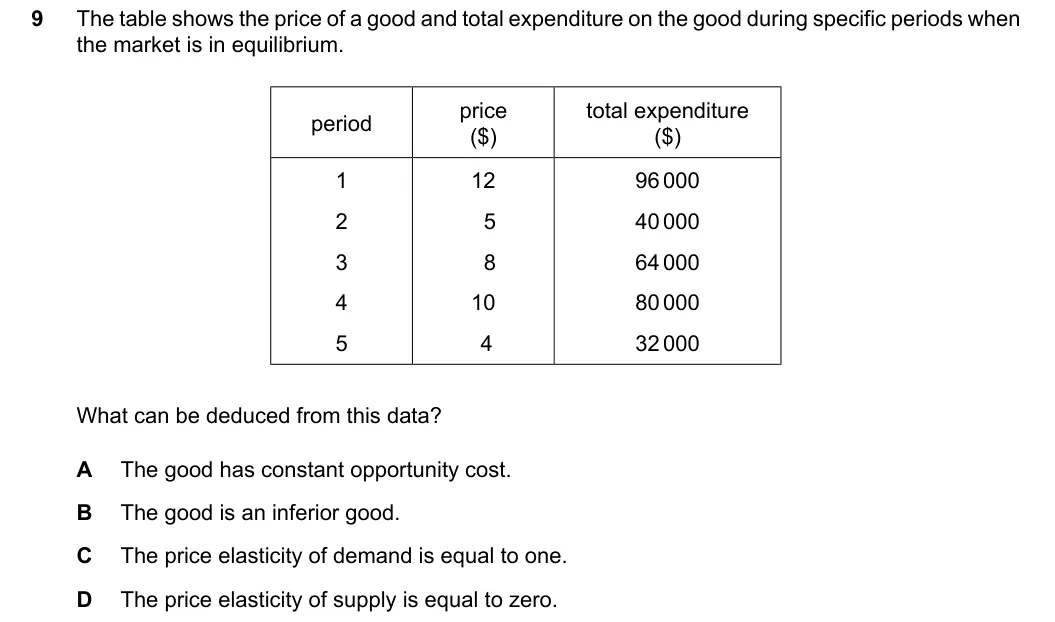 9 The table shows the price of a good and total expenditure on the good during specific periods when
the market is in equilibrium.
period price ($) total expenditure ($)
1 12 96 000
2 5 40 000
3 8 64 000
4 10 80 000
5 4 32 000
What can be deduced from this data?
A The good has constant opportunity cost.
B The good is an inferior good.
C The price elasticity of demand is equal to one.
D The price elasticity of supply is equal to zero.